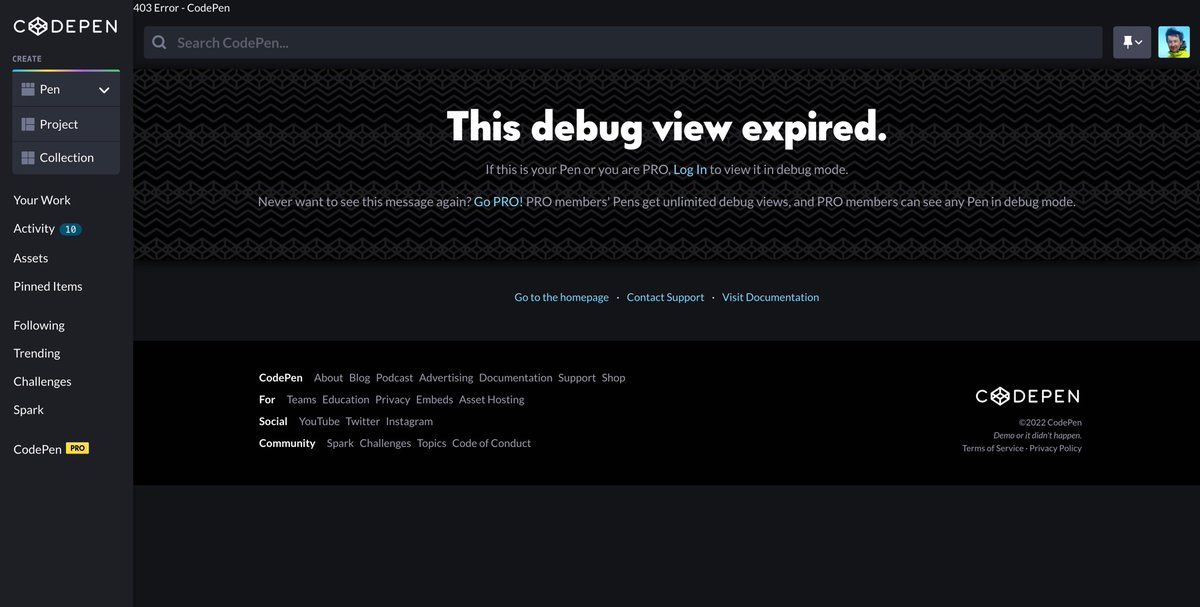 403 Error - CodePen
CODEPEN
Search CodePen...
CREATE
Pen
Project
Collection
Your Work
Activity 10
Assets
Pinned Items
Following
Trending
Challenges
Spark
CodePen PRO
This debug view expired.
If this is your Pen or you are PRO, Log In to view it in debug mode.
Never want to see this message again? Go PRO! PRO members' Pens get unlimited debug views, and PRO members can see any Pen in debug mode.
Go to the homepage · Contact Support · Visit Documentation
CodePen About Blog Podcast Advertising Documentation Support Shop
For Teams Education Privacy Embeds Asset Hosting
Social YouTube Twitter Instagram
Community Spark Challenges Topics Code of Conduct
CODEPEN
©2022 CodePen
Demo or it didn't happen.
Terms of Service · Privacy Policy